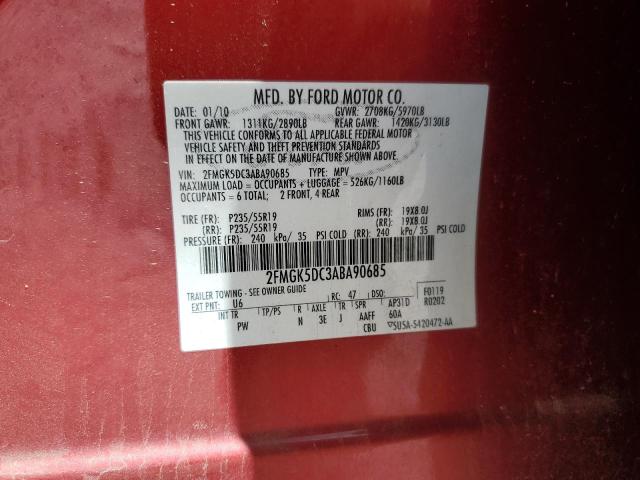 MFD. BY FORD MOTOR CO.
DATE: 01/10 GVWR: 2708KG/5970LB
FRONT GAWR: 1311KG/2890LB REAR GAWR: 1420KG/3130LB
THIS VEHICLE CONFORMS TO ALL APPLICABLE FEDERAL MOTOR
VEHICLE SAFETY AND THEFT PREVENTION STANDARDS
IN EFFECT ON THE DATE OF MANUFACTURE SHOWN ABOVE.
VIN: 2FMGK5DC3ABA90685 TYPE: MPV
MAXIMUM LOAD = OCCUPANTS + LUGGAGE = 526KG/1160LB
OCCUPANTS = 6 TOTAL; 2 FRONT, 4 REAR
TIRE (FR): P235/55R19 RIMS (FR): 19X8.0J
(RR): P235/55R19 (RR): 19X8.0J
PRESSURE (FR): 240 kPa/ 35 PSI COLD (RR) 240 kPa/ 35 PSI COLD
2FMGK5DC3ABA90685
TRAILER TOWING - SEE OWNER GUIDE F0119
EXT PNT: U6 RC: 47 DSO: R0202
INT TR TP/PS R AXLE TR SPR AP31D
PW N 3E J AAFF 60A
CBU ▽5USA-5420472-AA